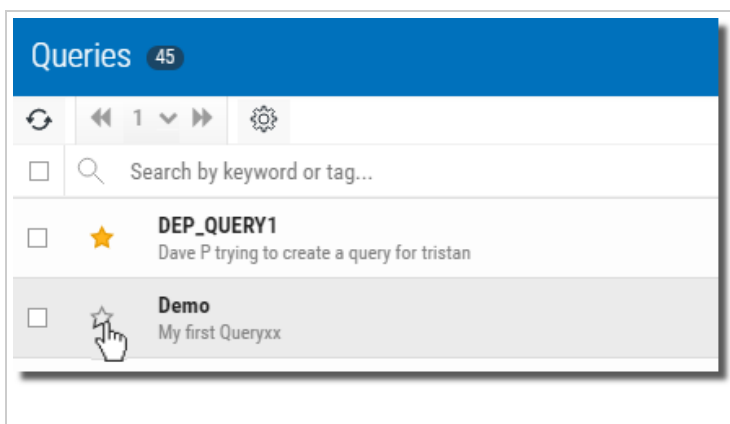 Queries 45
1
Search by keyword or tag...
DEP_QUERY1
Dave P trying to create a query for tristan
Demo
My first Queryxx